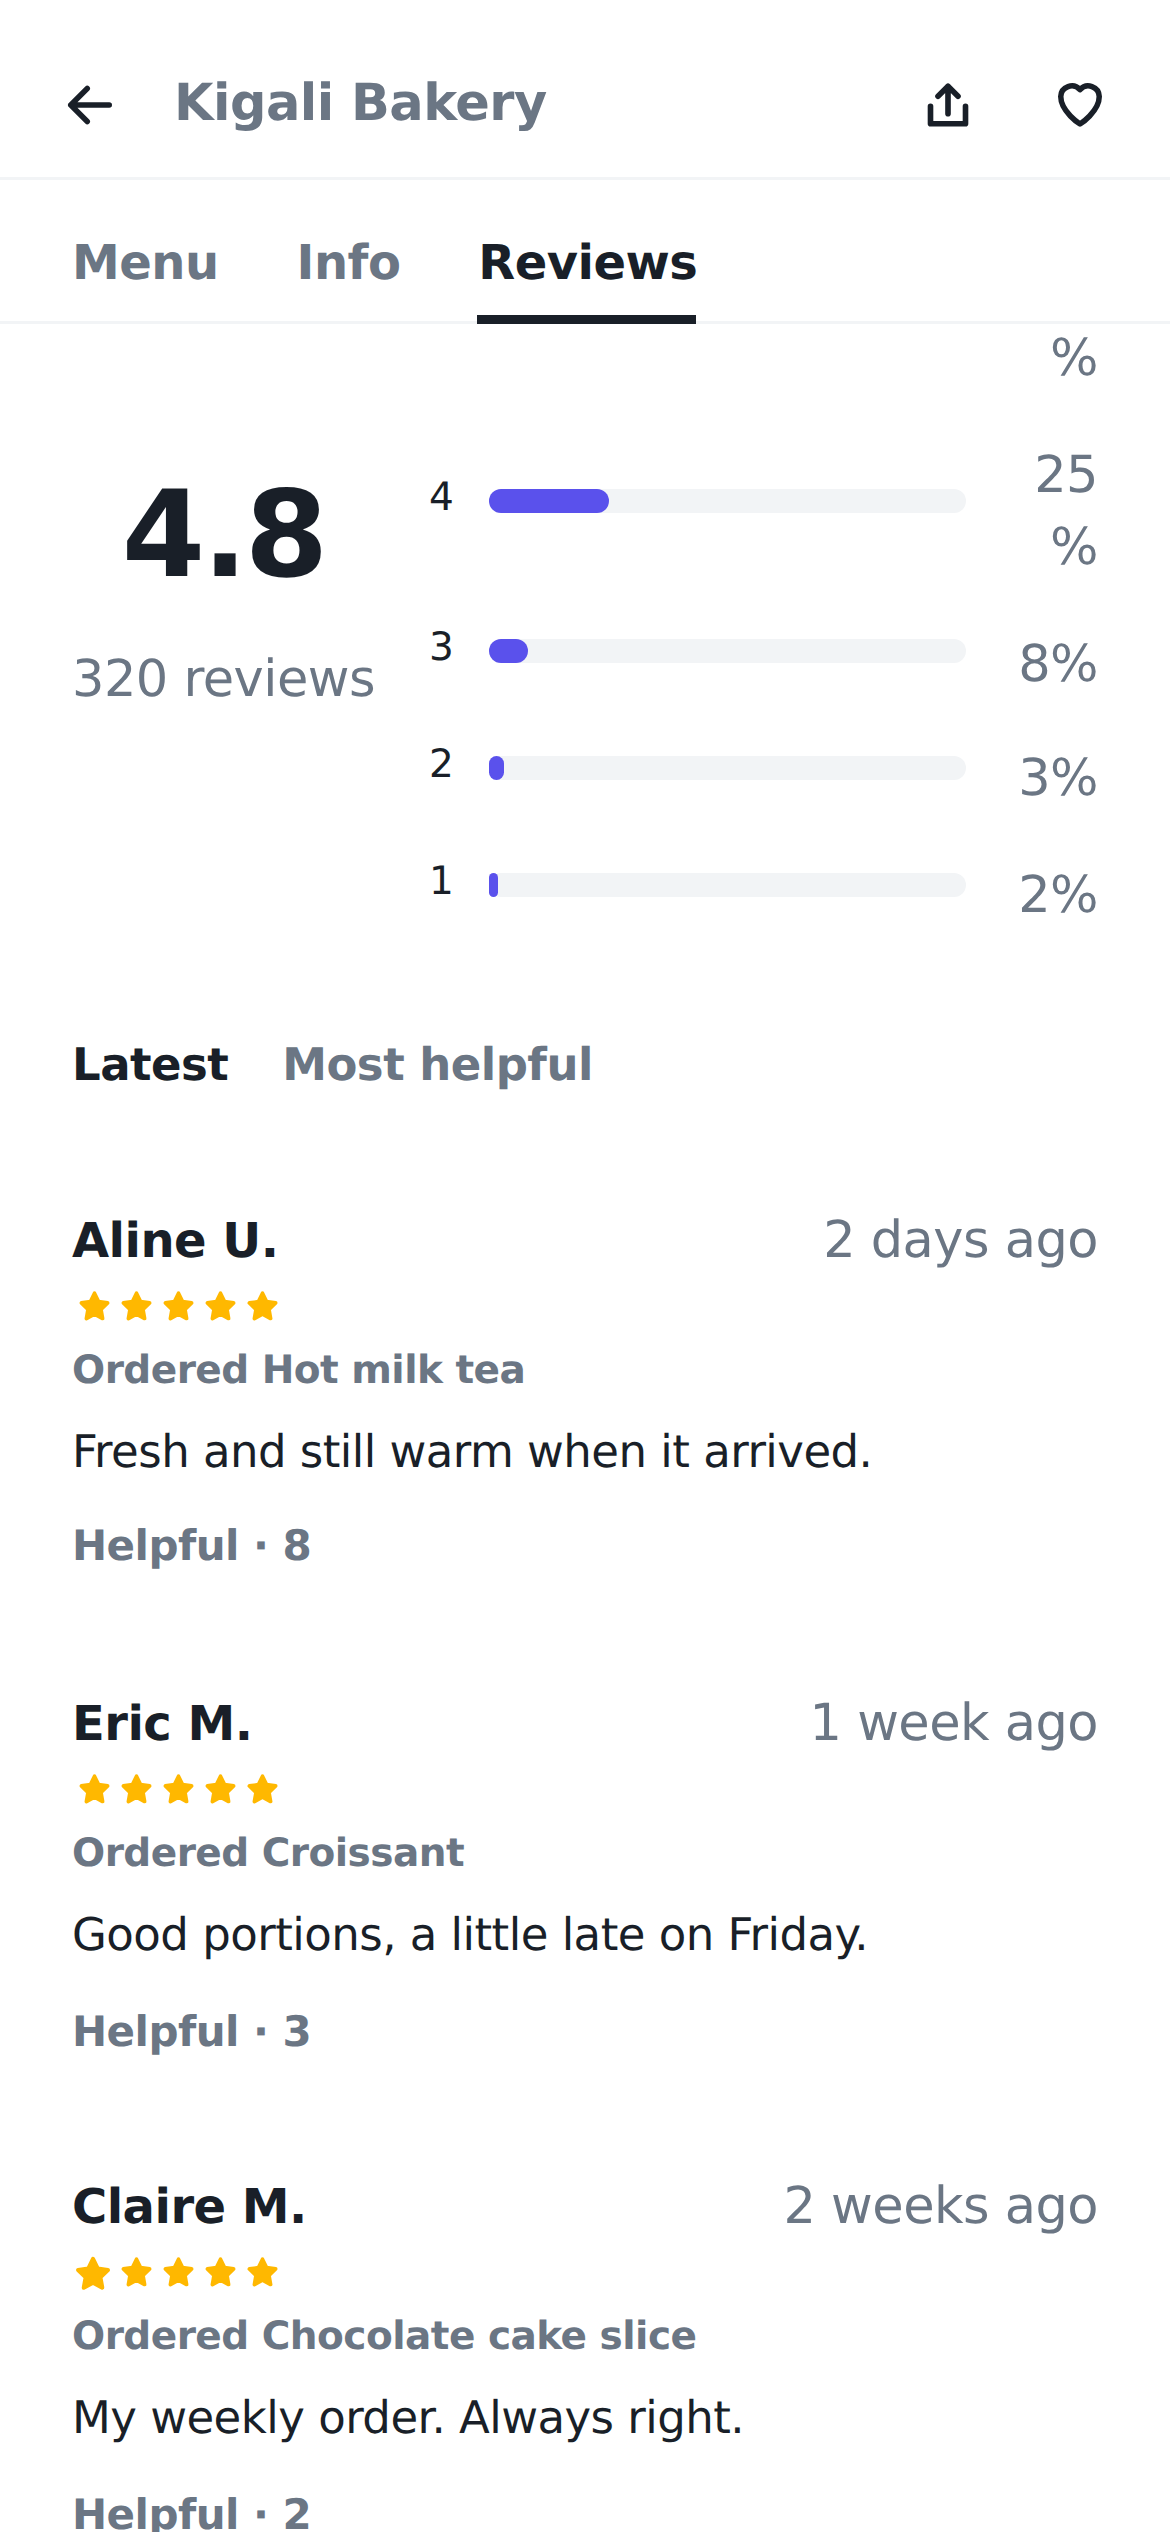 Kigali Bakery
Menu Info Reviews
%
4.8
320 reviews
4 25
%
3 8%
2 3%
1 2%
Latest Most helpful
Aline U. 2 days ago
Ordered Hot milk tea
Fresh and still warm when it arrived.
Helpful · 8
Eric M. 1 week ago
Ordered Croissant
Good portions, a little late on Friday.
Helpful · 3
Claire M. 2 weeks ago
Ordered Chocolate cake slice
My weekly order. Always right.
Helpful · 2